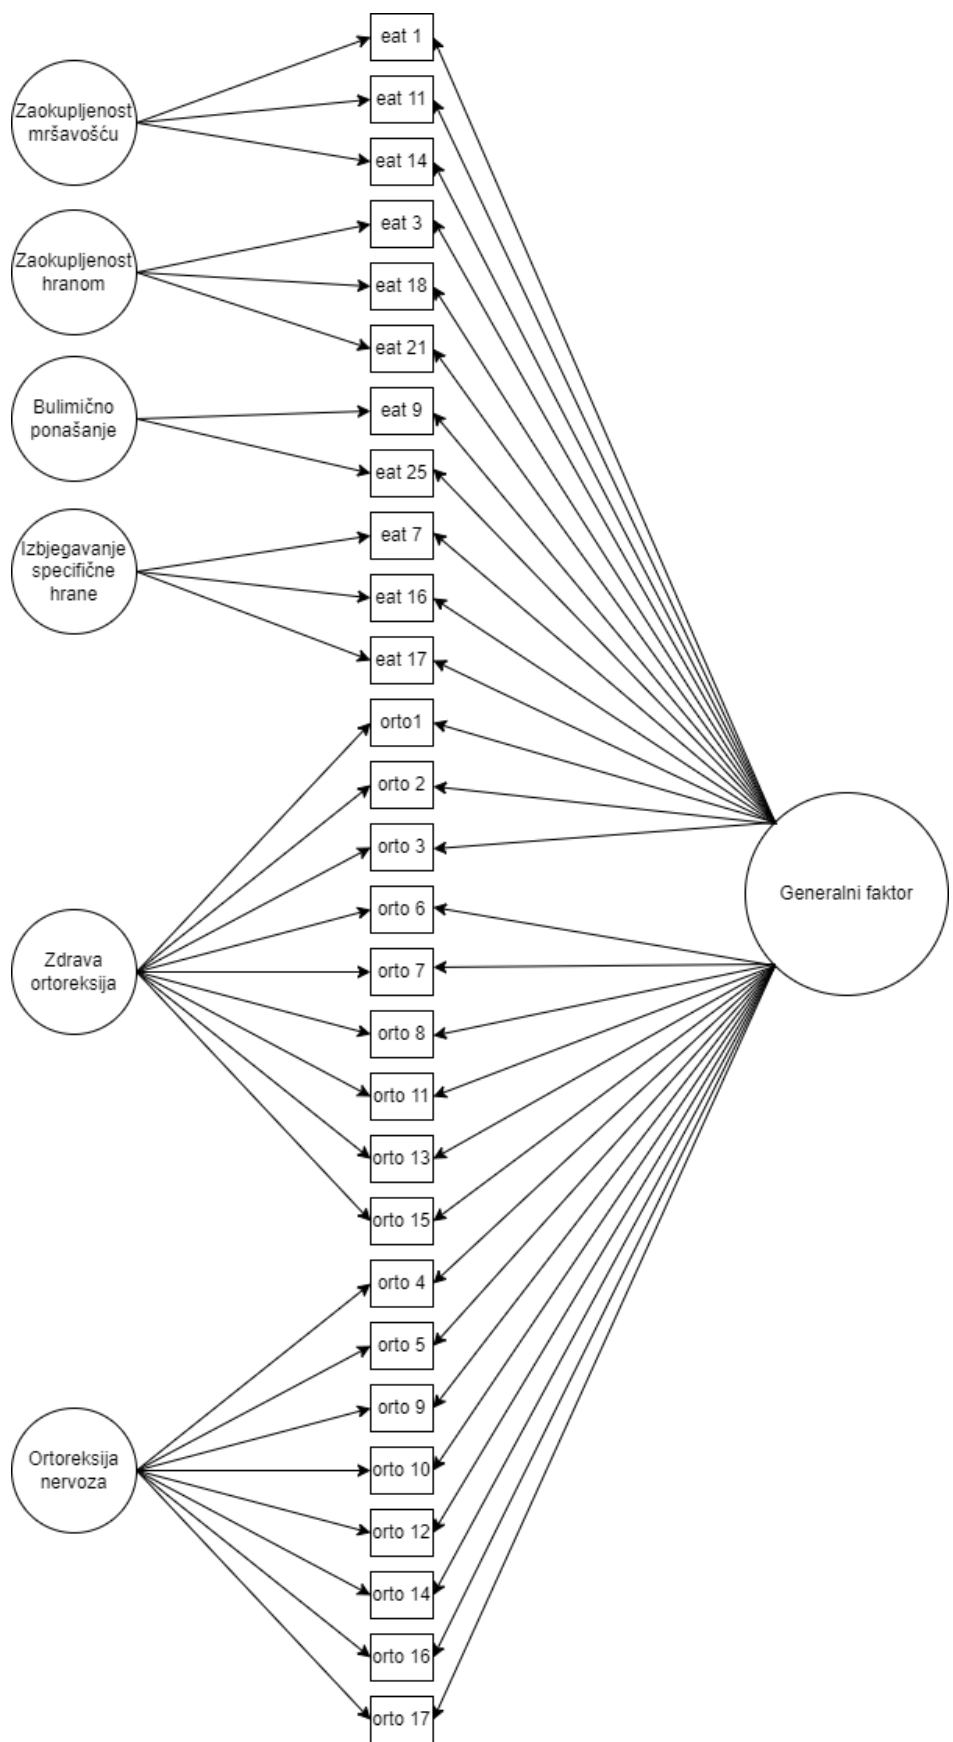 eat 1
Zaokupljenost
mršavošću
eat 11
eat 14
Zaokupljenost
hranom
eat 3
eat 18
eat 21
Bulimično
ponašanje
eat 9
eat 25
Izbjegavanje
specifične
hrane
eat 7
eat 16
eat 17
orto1
orto 2
orto 3
orto 6
orto 7
orto 8
orto 11
orto 13
orto 15
Zdrava
ortoreksija
Generalni faktor
orto 4
orto 5
orto 9
orto 10
orto 12
orto 14
orto 16
orto 17
Ortoreksija
nervoza